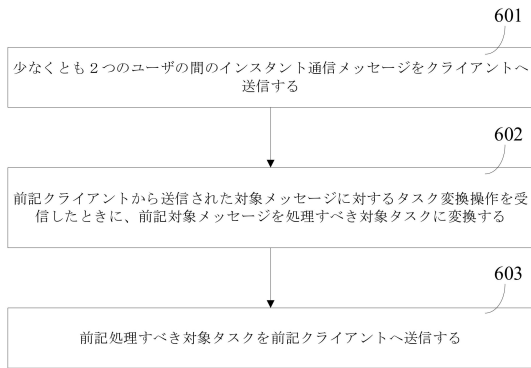 601
少なくとも２つのユーザの間のインスタント通信メッセージをクライアントへ
送信する
602
前記クライアントから送信された対象メッセージに対するタスク変換操作を受
信したときに、前記対象メッセージを処理すべき対象タスクに変換する
603
前記処理すべき対象タスクを前記クライアントへ送信する